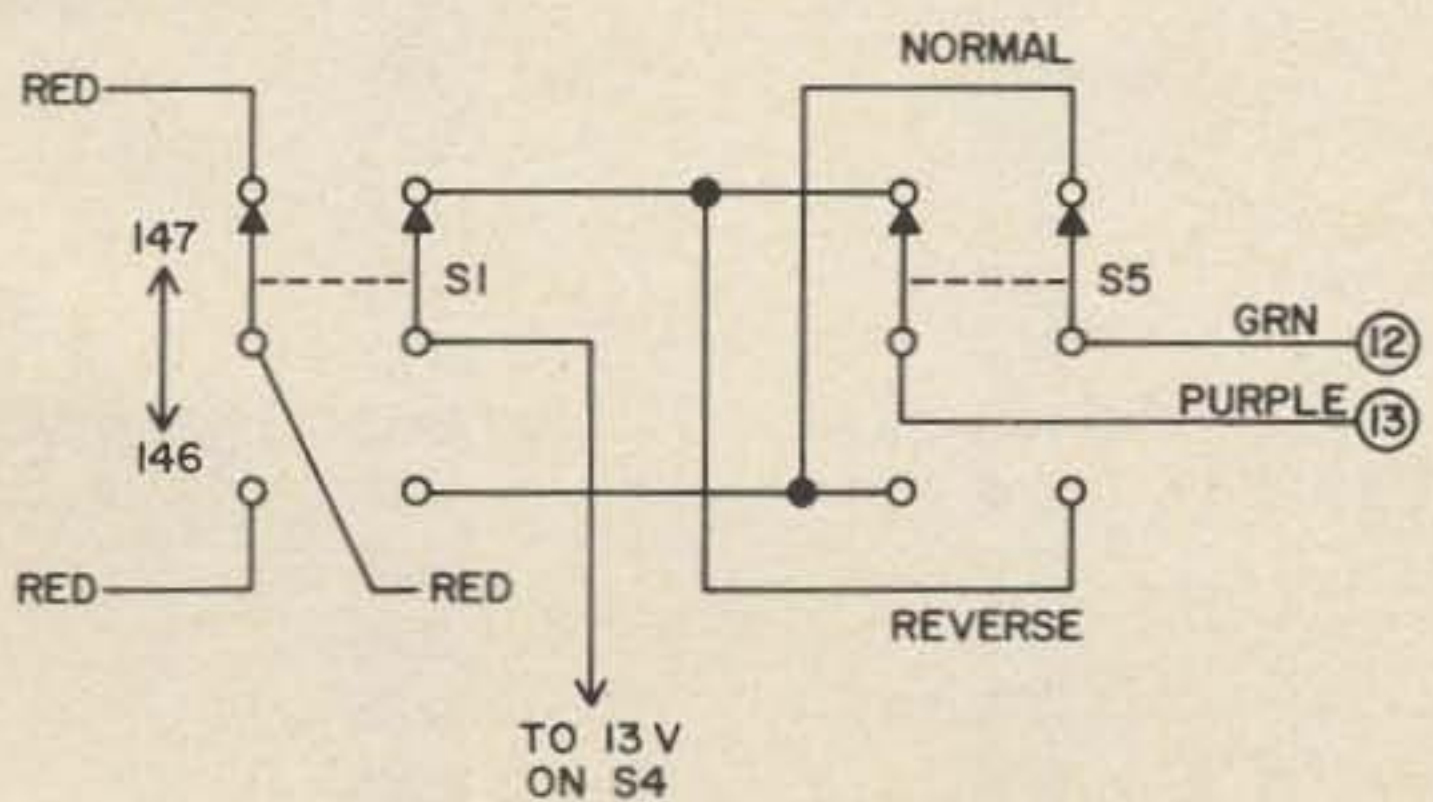 NORMAL
RED
147
S1
S5
GRN 12
PURPLE 13
146
RED
RED
REVERSE
TO 13 V
ON S4